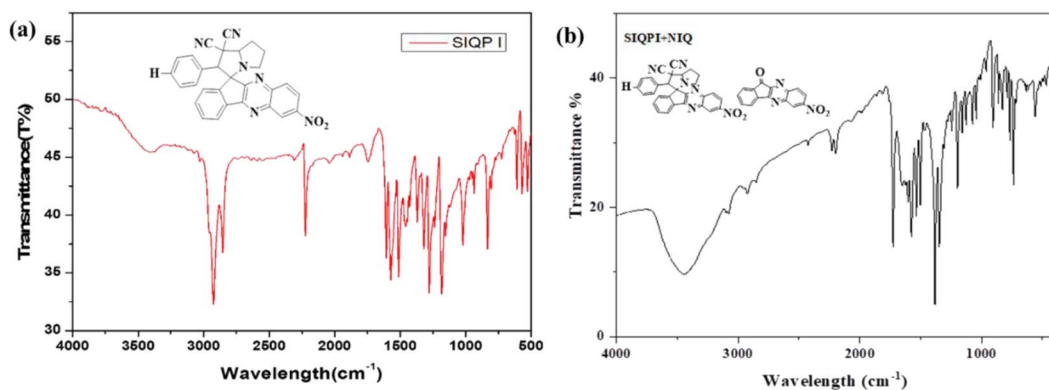 (a)
55
50
45
40
35
30
Transmittance(T%)
4000 3500 3000 2500 2000 1500 1000 500
Wavelength(cm-1)
SIQP I
CN
NC
H
N
N
N
NO2
(b)
SIQPI+NIQ
NC CN
H
N
N
N
NO2
O
N
N
NO2
40
20
0
Transmittance %
4000 3000 2000 1000
Wavelength (cm-1)